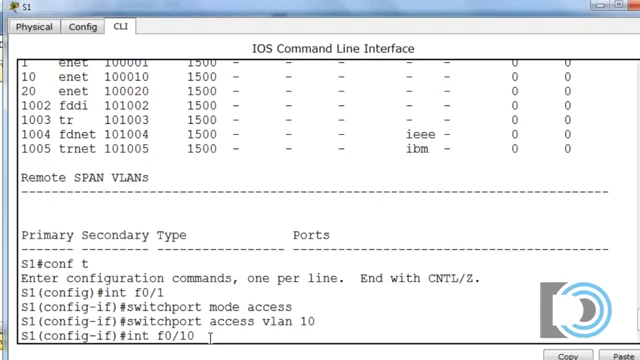 S1
Physical Config CLI
IOS Command Line Interface
1 enet 100001 1500 - - - - - 0 0
10 enet 100010 1500 - - - - - 0 0
20 enet 100020 1500 - - - - - 0 0
1002 fddi 101002 1500 - - - - - 0 0
1003 tr 101003 1500 - - - - - 0 0
1004 fdnet 101004 1500 - - - ieee - 0 0
1005 trnet 101005 1500 - - - ibm - 0 0
Remote SPAN VLANs
------------------------------------------------------------------------------
Primary Secondary Type Ports
------- --------- ----------------- ------------------------------------------
S1#conf t
Enter configuration commands, one per line. End with CNTL/Z.
S1(config)#int f0/1
S1(config-if)#switchport mode access
S1(config-if)#switchport access vlan 10
S1(config-if)#int f0/10
Copy Paste